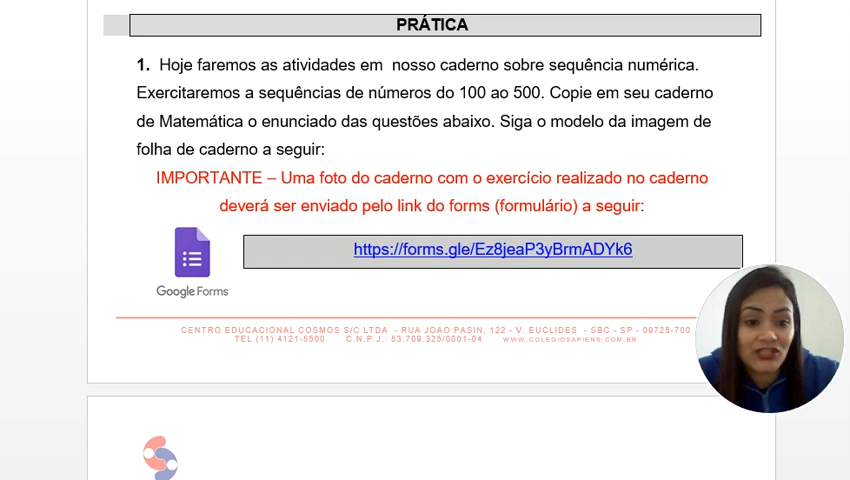 PRÁTICA
1. Hoje faremos as atividades em nosso caderno sobre sequência numérica.
Exercitaremos a sequências de números do 100 ao 500. Copie em seu caderno
de Matemática o enunciado das questões abaixo. Siga o modelo da imagem de
folha de caderno a seguir:
IMPORTANTE – Uma foto do caderno com o exercício realizado no caderno
deverá ser enviado pelo link do forms (formulário) a seguir:
https://forms.gle/Ez8jeaP3yBrmADYk6
Google Forms
CENTRO EDUCACIONAL COSMOS S/C LTDA - RUA JOAO PASIN, 122 - V. EUCLIDES - SBC - SP - 09725-700
TEL (11) 4121-5500 C.N.P.J.: 53.709.325/0001-04 WWW.COLEGIOSAPIENS.COM.BR